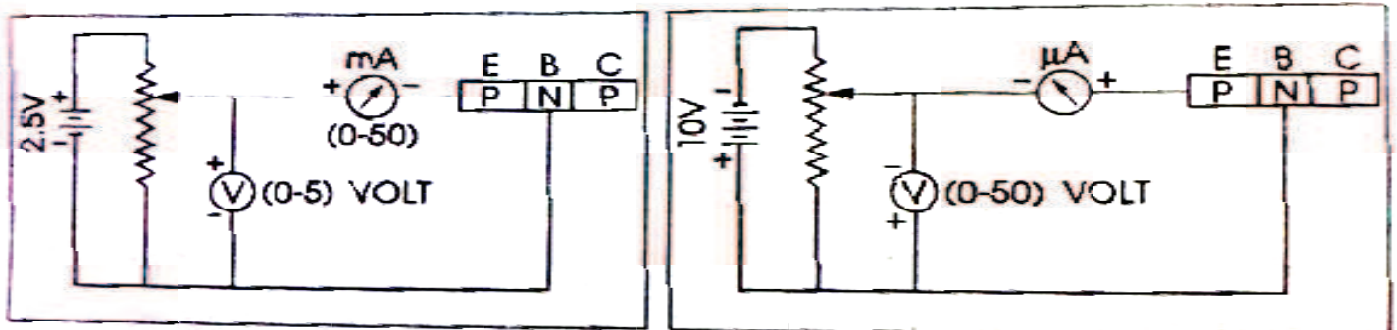 mA
E B C
+ -
P N P
2.5V
+
-
(0-50)
+
V (0-5) VOLT
-
μA
E B C
- +
P N P
10V
-
+
-
V (0-50) VOLT
+